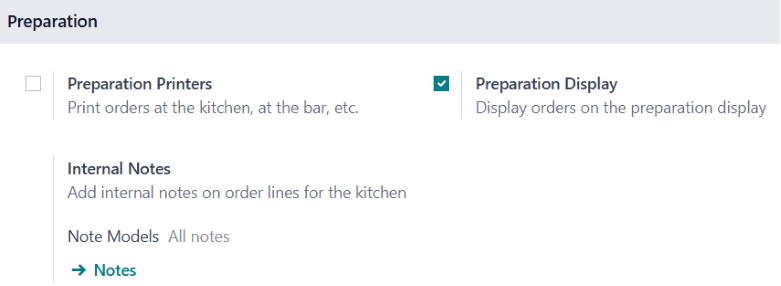 Preparation
Preparation Printers
Print orders at the kitchen, at the bar, etc.
Preparation Display
Display orders on the preparation display
Internal Notes
Add internal notes on order lines for the kitchen
Note Models All notes
→ Notes